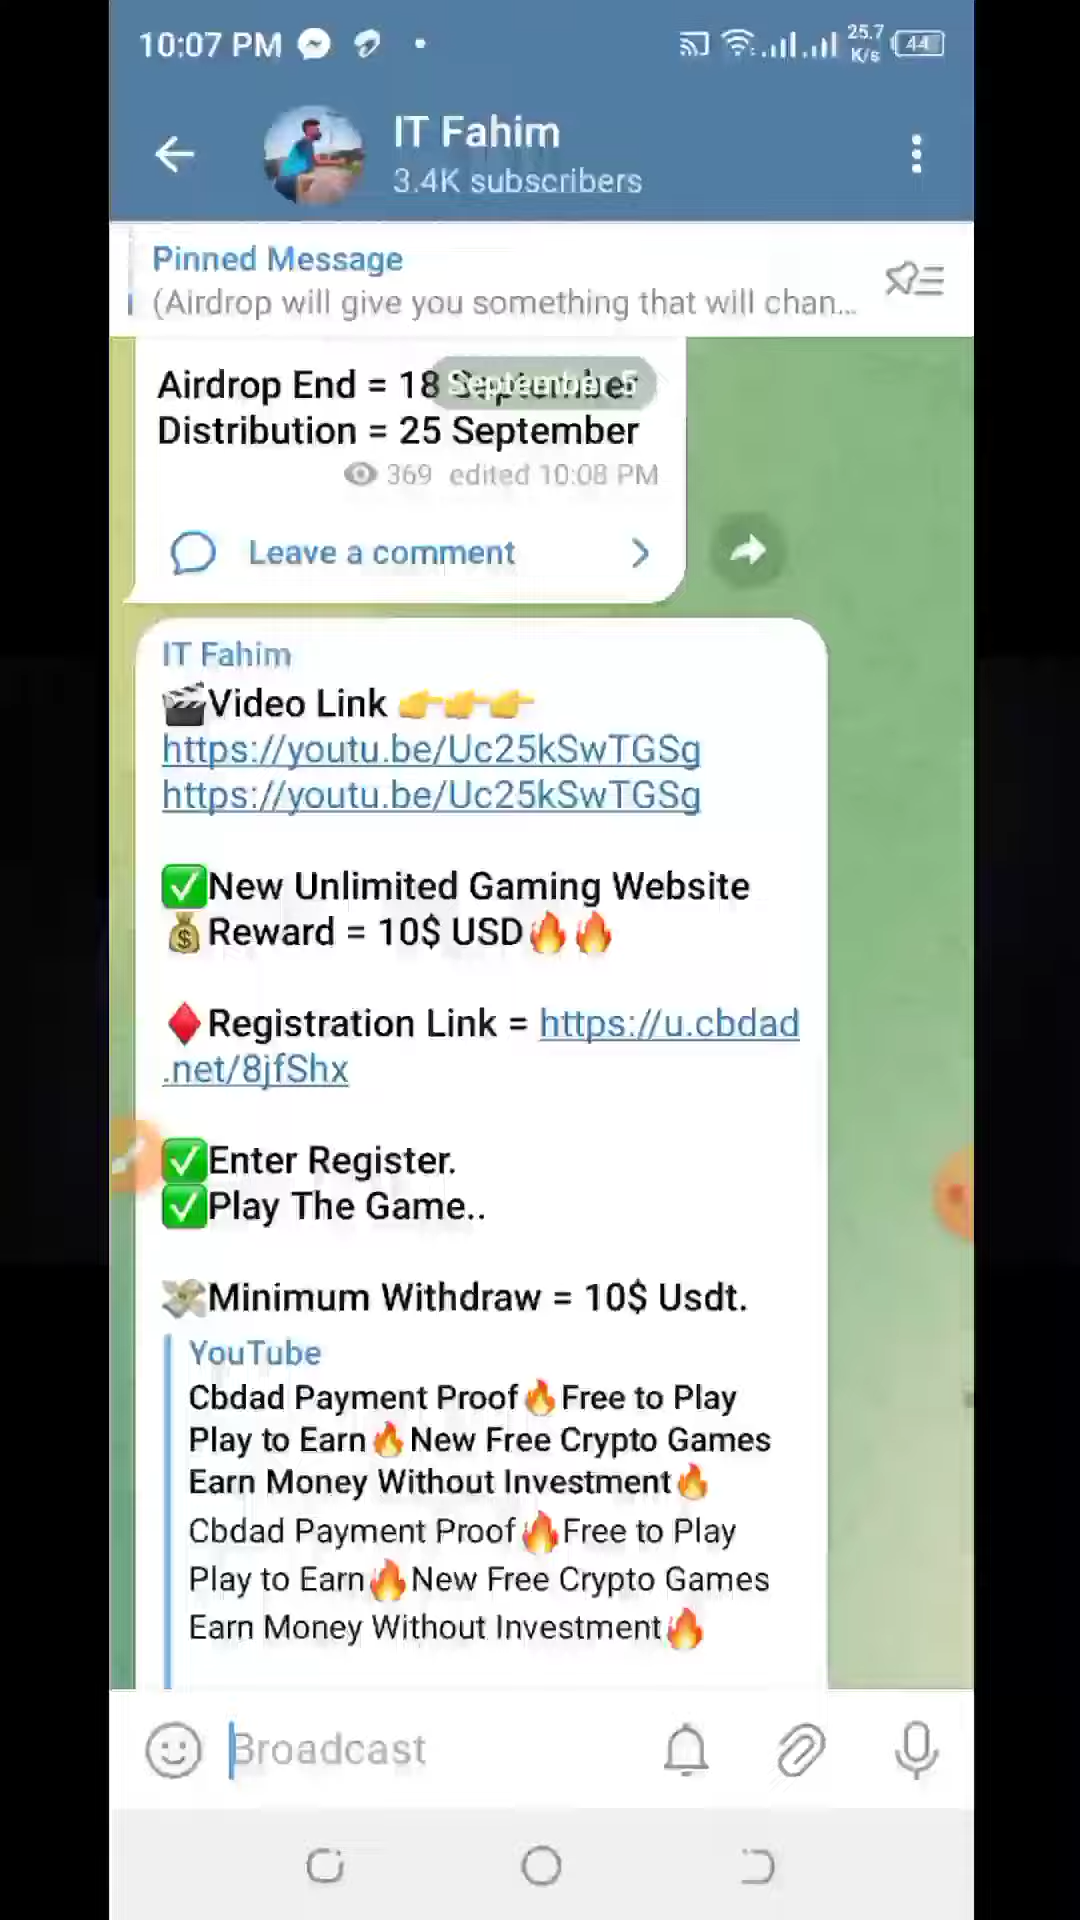 10:07 PM
25.7
K/s
44
IT Fahim
3.4K subscribers
Pinned Message
(Airdrop will give you something that will chan...
September 5
Airdrop End = 18 September
Distribution = 25 September
369 edited 10:08 PM
Leave a comment
IT Fahim
🎬Video Link 👉👉👉
https://youtu.be/Uc25kSwTGSg
https://youtu.be/Uc25kSwTGSg
✅New Unlimited Gaming Website
💰Reward = 10$ USD🔥🔥
♦️Registration Link = https://u.cbdad
.net/8jfShx
✅Enter Register.
✅Play The Game..
💸Minimum Withdraw = 10$ Usdt.
YouTube
Cbdad Payment Proof🔥Free to Play
Play to Earn🔥New Free Crypto Games
Earn Money Without Investment🔥
Cbdad Payment Proof🔥Free to Play
Play to Earn🔥New Free Crypto Games
Earn Money Without Investment🔥
Broadcast